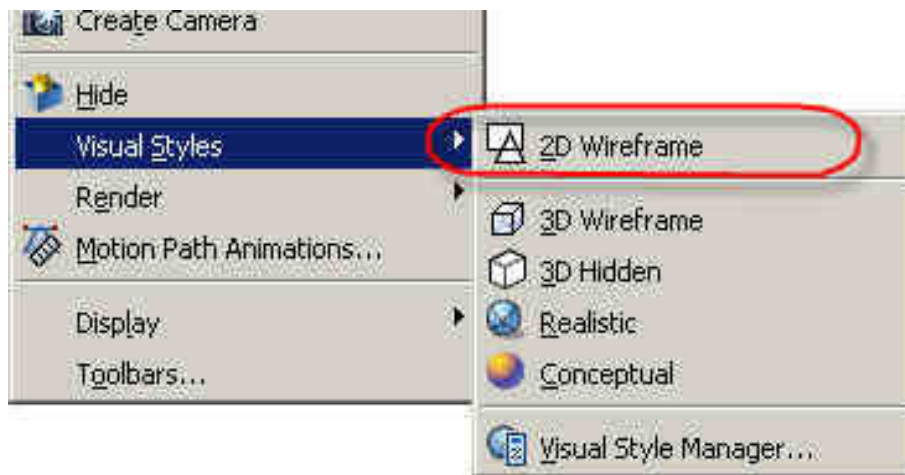 Create Camera
Hide
Visual Styles
Render
Motion Path Animations...
Display
Toolbars...
2D Wireframe
3D Wireframe
3D Hidden
Realistic
Conceptual
Visual Style Manager...